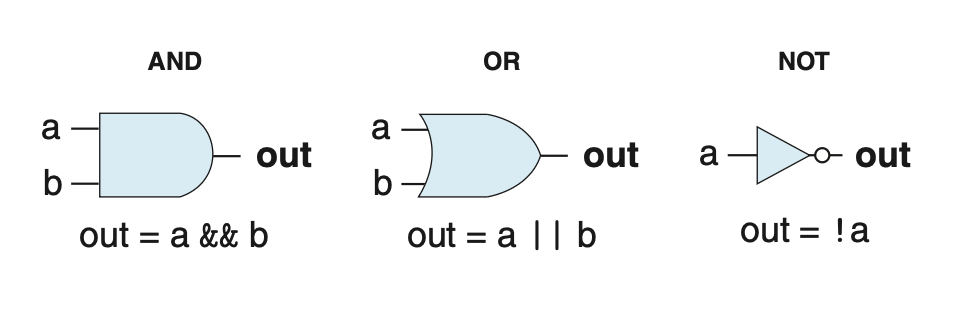 AND
a
b
out
out = a && b
OR
a
b
out
out = a || b
NOT
a
out
out = !a